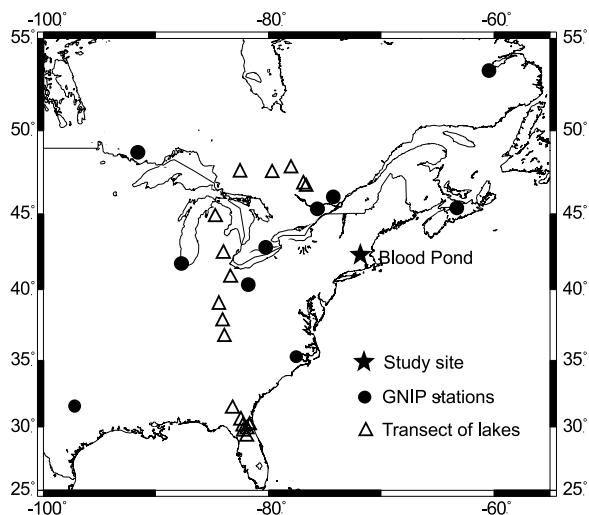 -100° -80° -60°
55° 55°
50° 50°
45° 45°
Blood Pond
40° 40°
35° 35°
Study site
GNIP stations
30° 30°
Transect of lakes
25° 25°
-100° -80° -60°